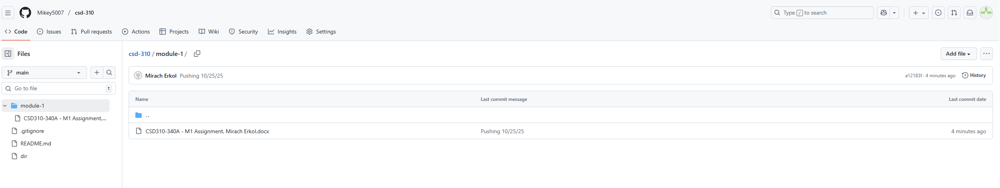 Mikey5007 / csd-310
Type / to search
Code Issues Pull requests Actions Projects Wiki Security Insights Settings
Files
main
Go to file t
module-1
CSD310-340A - M1 Assignment,...
.gitignore
README.md
dir
csd-310 / module-1 /
Add file
Mirach Erkol Pushing 10/25/25
a12183f · 4 minutes ago History
Name Last commit message Last commit date
..
CSD310-340A - M1 Assignment, Mirach Erkol.docx Pushing 10/25/25 4 minutes ago